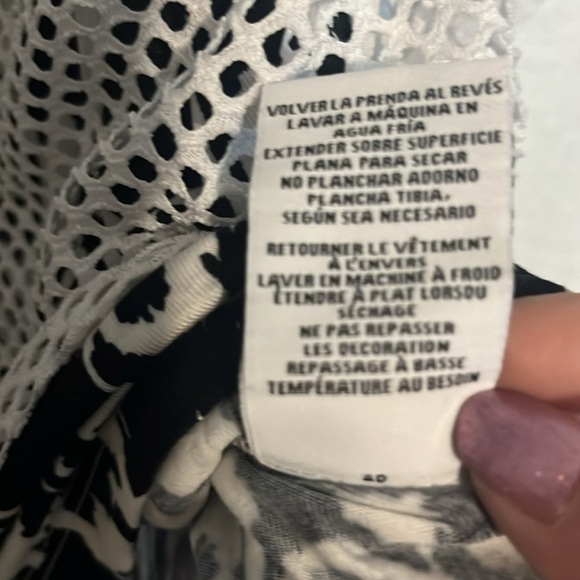 VOLVER LA PRENDA AL REVÉS
LAVAR A MÁQUINA EN
AGUA FRÍA
EXTENDER SOBRE SUPERFICIE
PLANA PARA SECAR
NO PLANCHAR ADORNO
PLANCHA TIBIA.
SEGÚN SEA NECESARIO
RETOURNER LE VÊTEMENT
À L'ENVERS
LAVER EN MACHINE À FROID
ÉTENDRE À PLAT LORSDU
SÉCHAGE
NE PAS REPASSER
LES DECORATION
REPASSAGE À BASSE
TEMPÉRATURE AU BESOIN